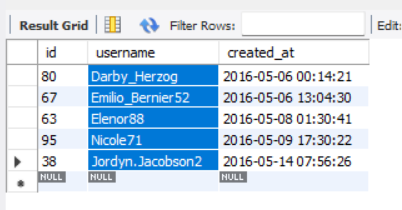 Result Grid Filter Rows: Edit:
id username created_at
80 Darby_Herzog 2016-05-06 00:14:21
67 Emilio_Bernier52 2016-05-06 13:04:30
63 Elenor88 2016-05-08 01:30:41
95 Nicole71 2016-05-09 17:30:22
38 Jordyn.Jacobson2 2016-05-14 07:56:26
NULL NULL NULL